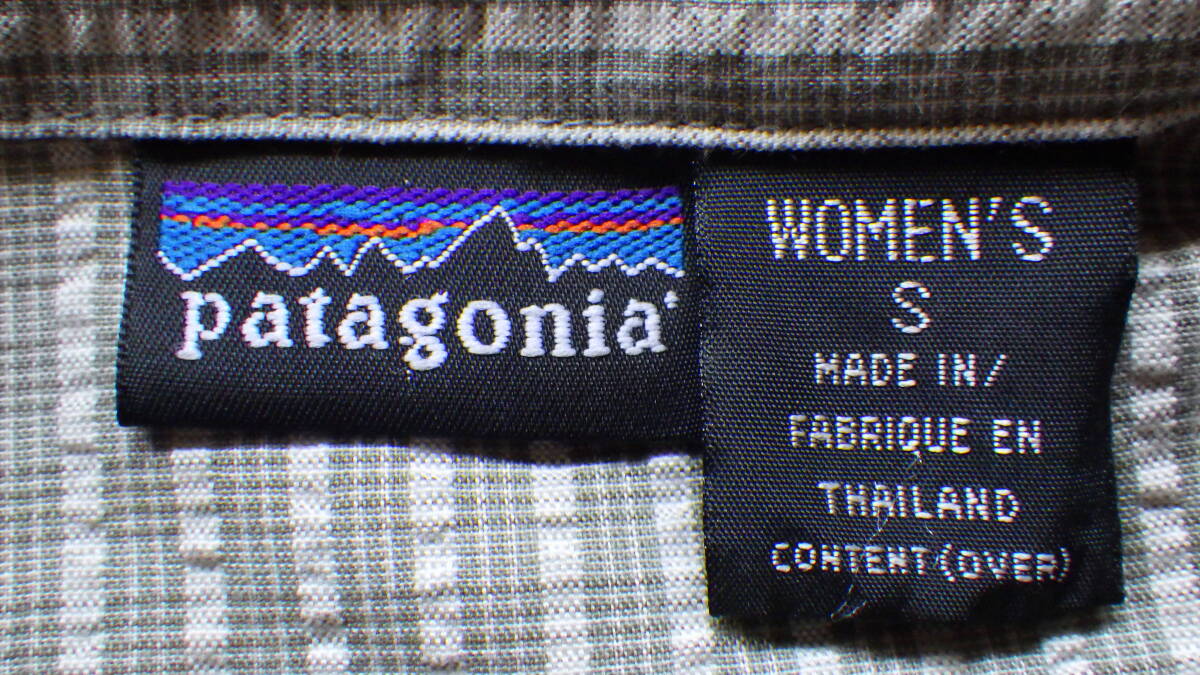 patagonia
WOMEN'S
S
MADE IN/
FABRIQUE EN
THAILAND
CONTENT (OVER)